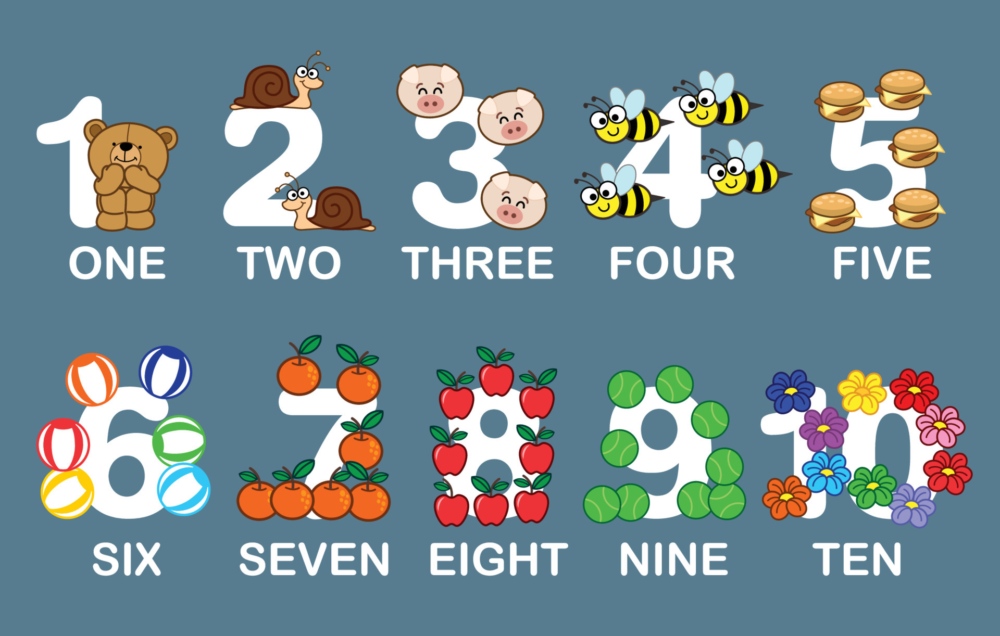 1 2 3 4 5
ONE TWO THREE FOUR FIVE
6 7 8 9 10
SIX SEVEN EIGHT NINE TEN